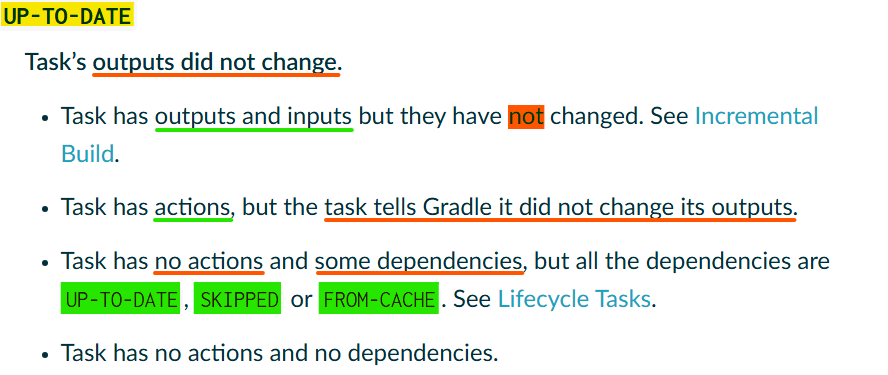 UP-TO-DATE
Task’s outputs did not change.
• Task has outputs and inputs but they have not changed. See Incremental
Build.
• Task has actions, but the task tells Gradle it did not change its outputs.
• Task has no actions and some dependencies, but all the dependencies are
UP-TO-DATE, SKIPPED or FROM-CACHE. See Lifecycle Tasks.
• Task has no actions and no dependencies.